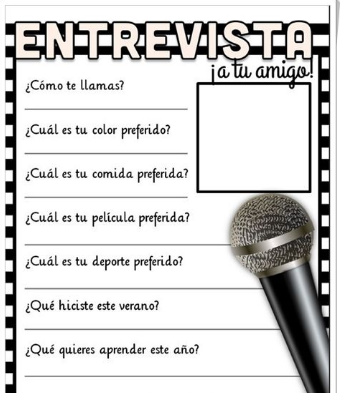 ENTREVISTA
¡a tu amigo!
¿Cómo te llamas?
¿Cuál es tu color preferido?
¿Cuál es tu comida preferida?
¿Cuál es tu película preferida?
¿Cuál es tu deporte preferido?
¿Qué hiciste este verano?
¿Qué quieres aprender este año?